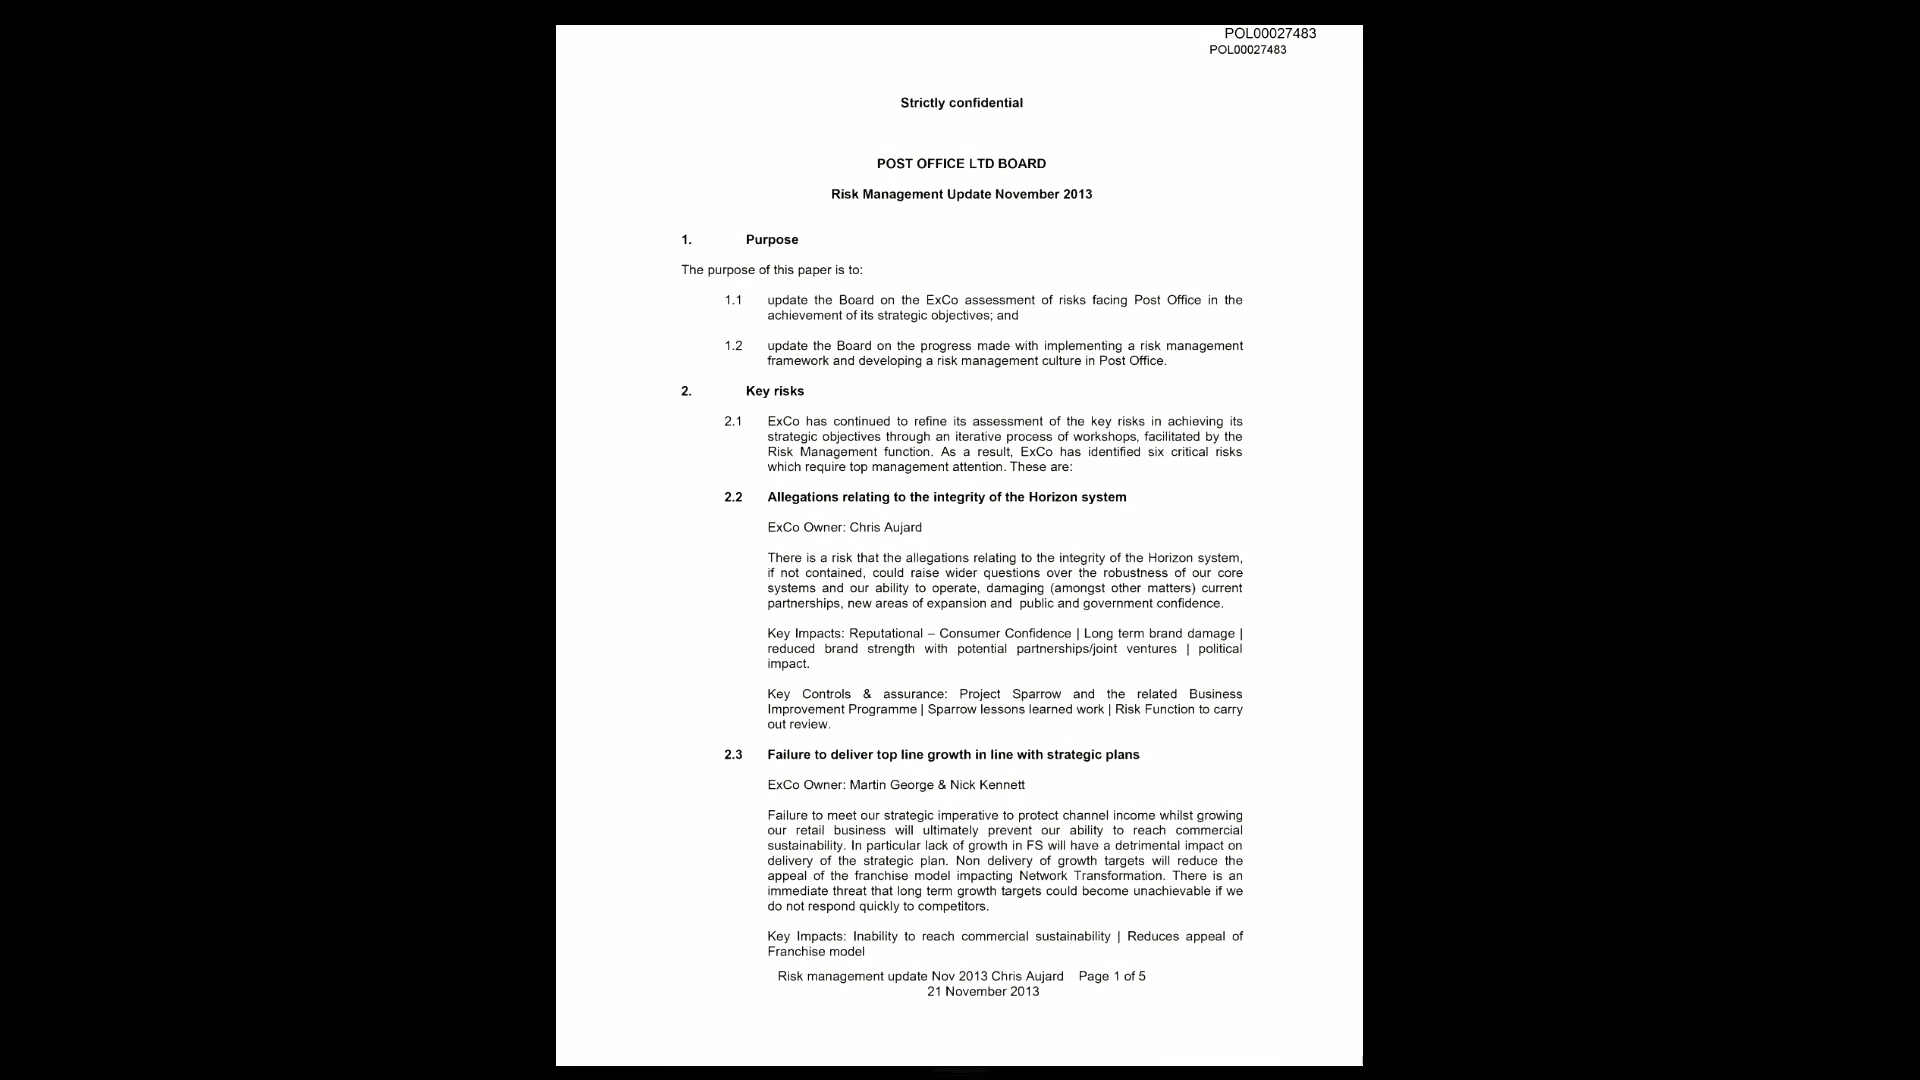 POL00027483
POL00027483
Strictly confidential
POST OFFICE LTD BOARD
Risk Management Update November 2013
1. Purpose
The purpose of this paper is to:
1.1 update the Board on the ExCo assessment of risks facing Post Office in the
achievement of its strategic objectives; and
1.2 update the Board on the progress made with implementing a risk management
framework and developing a risk management culture in Post Office.
2. Key risks
2.1 ExCo has continued to refine its assessment of the key risks in achieving its
strategic objectives through an iterative process of workshops, facilitated by the
Risk Management function. As a result, ExCo has identified six critical risks
which require top management attention. These are:
2.2 Allegations relating to the integrity of the Horizon system
ExCo Owner: Chris Aujard
There is a risk that the allegations relating to the integrity of the Horizon system,
if not contained, could raise wider questions over the robustness of our core
systems and our ability to operate, damaging (amongst other matters) current
partnerships, new areas of expansion and public and government confidence.
Key Impacts: Reputational – Consumer Confidence | Long term brand damage |
reduced brand strength with potential partnerships/joint ventures | political
impact.
Key Controls & assurance: Project Sparrow and the related Business
Improvement Programme | Sparrow lessons learned work | Risk Function to carry
out review.
2.3 Failure to deliver top line growth in line with strategic plans
ExCo Owner: Martin George & Nick Kennett
Failure to meet our strategic imperative to protect channel income whilst growing
our retail business will ultimately prevent our ability to reach commercial
sustainability. In particular lack of growth in FS will have a detrimental impact on
delivery of the strategic plan. Non delivery of growth targets will reduce the
appeal of the franchise model impacting Network Transformation. There is an
immediate threat that long term growth targets could become unachievable if we
do not respond quickly to competitors.
Key Impacts: Inability to reach commercial sustainability | Reduces appeal of
Franchise model
Risk management update Nov 2013 Chris Aujard Page 1 of 5
21 November 2013